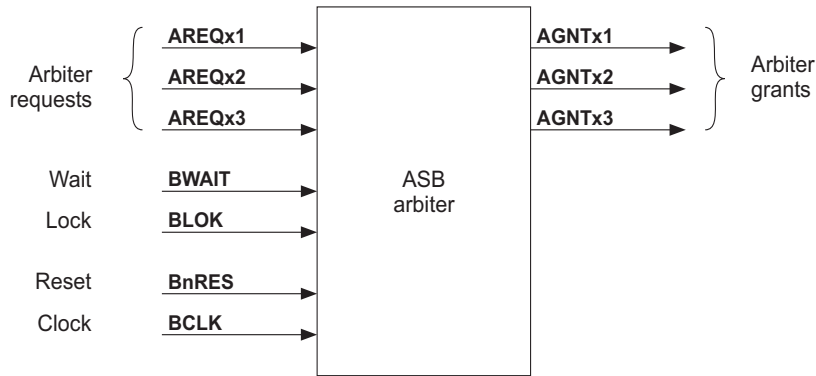 Arbiter
requests
AREQx1
AREQx2
AREQx3
Wait BWAIT
Lock BLOK
Reset BnRES
Clock BCLK
ASB
arbiter
AGNTx1
AGNTx2
AGNTx3
Arbiter
grants